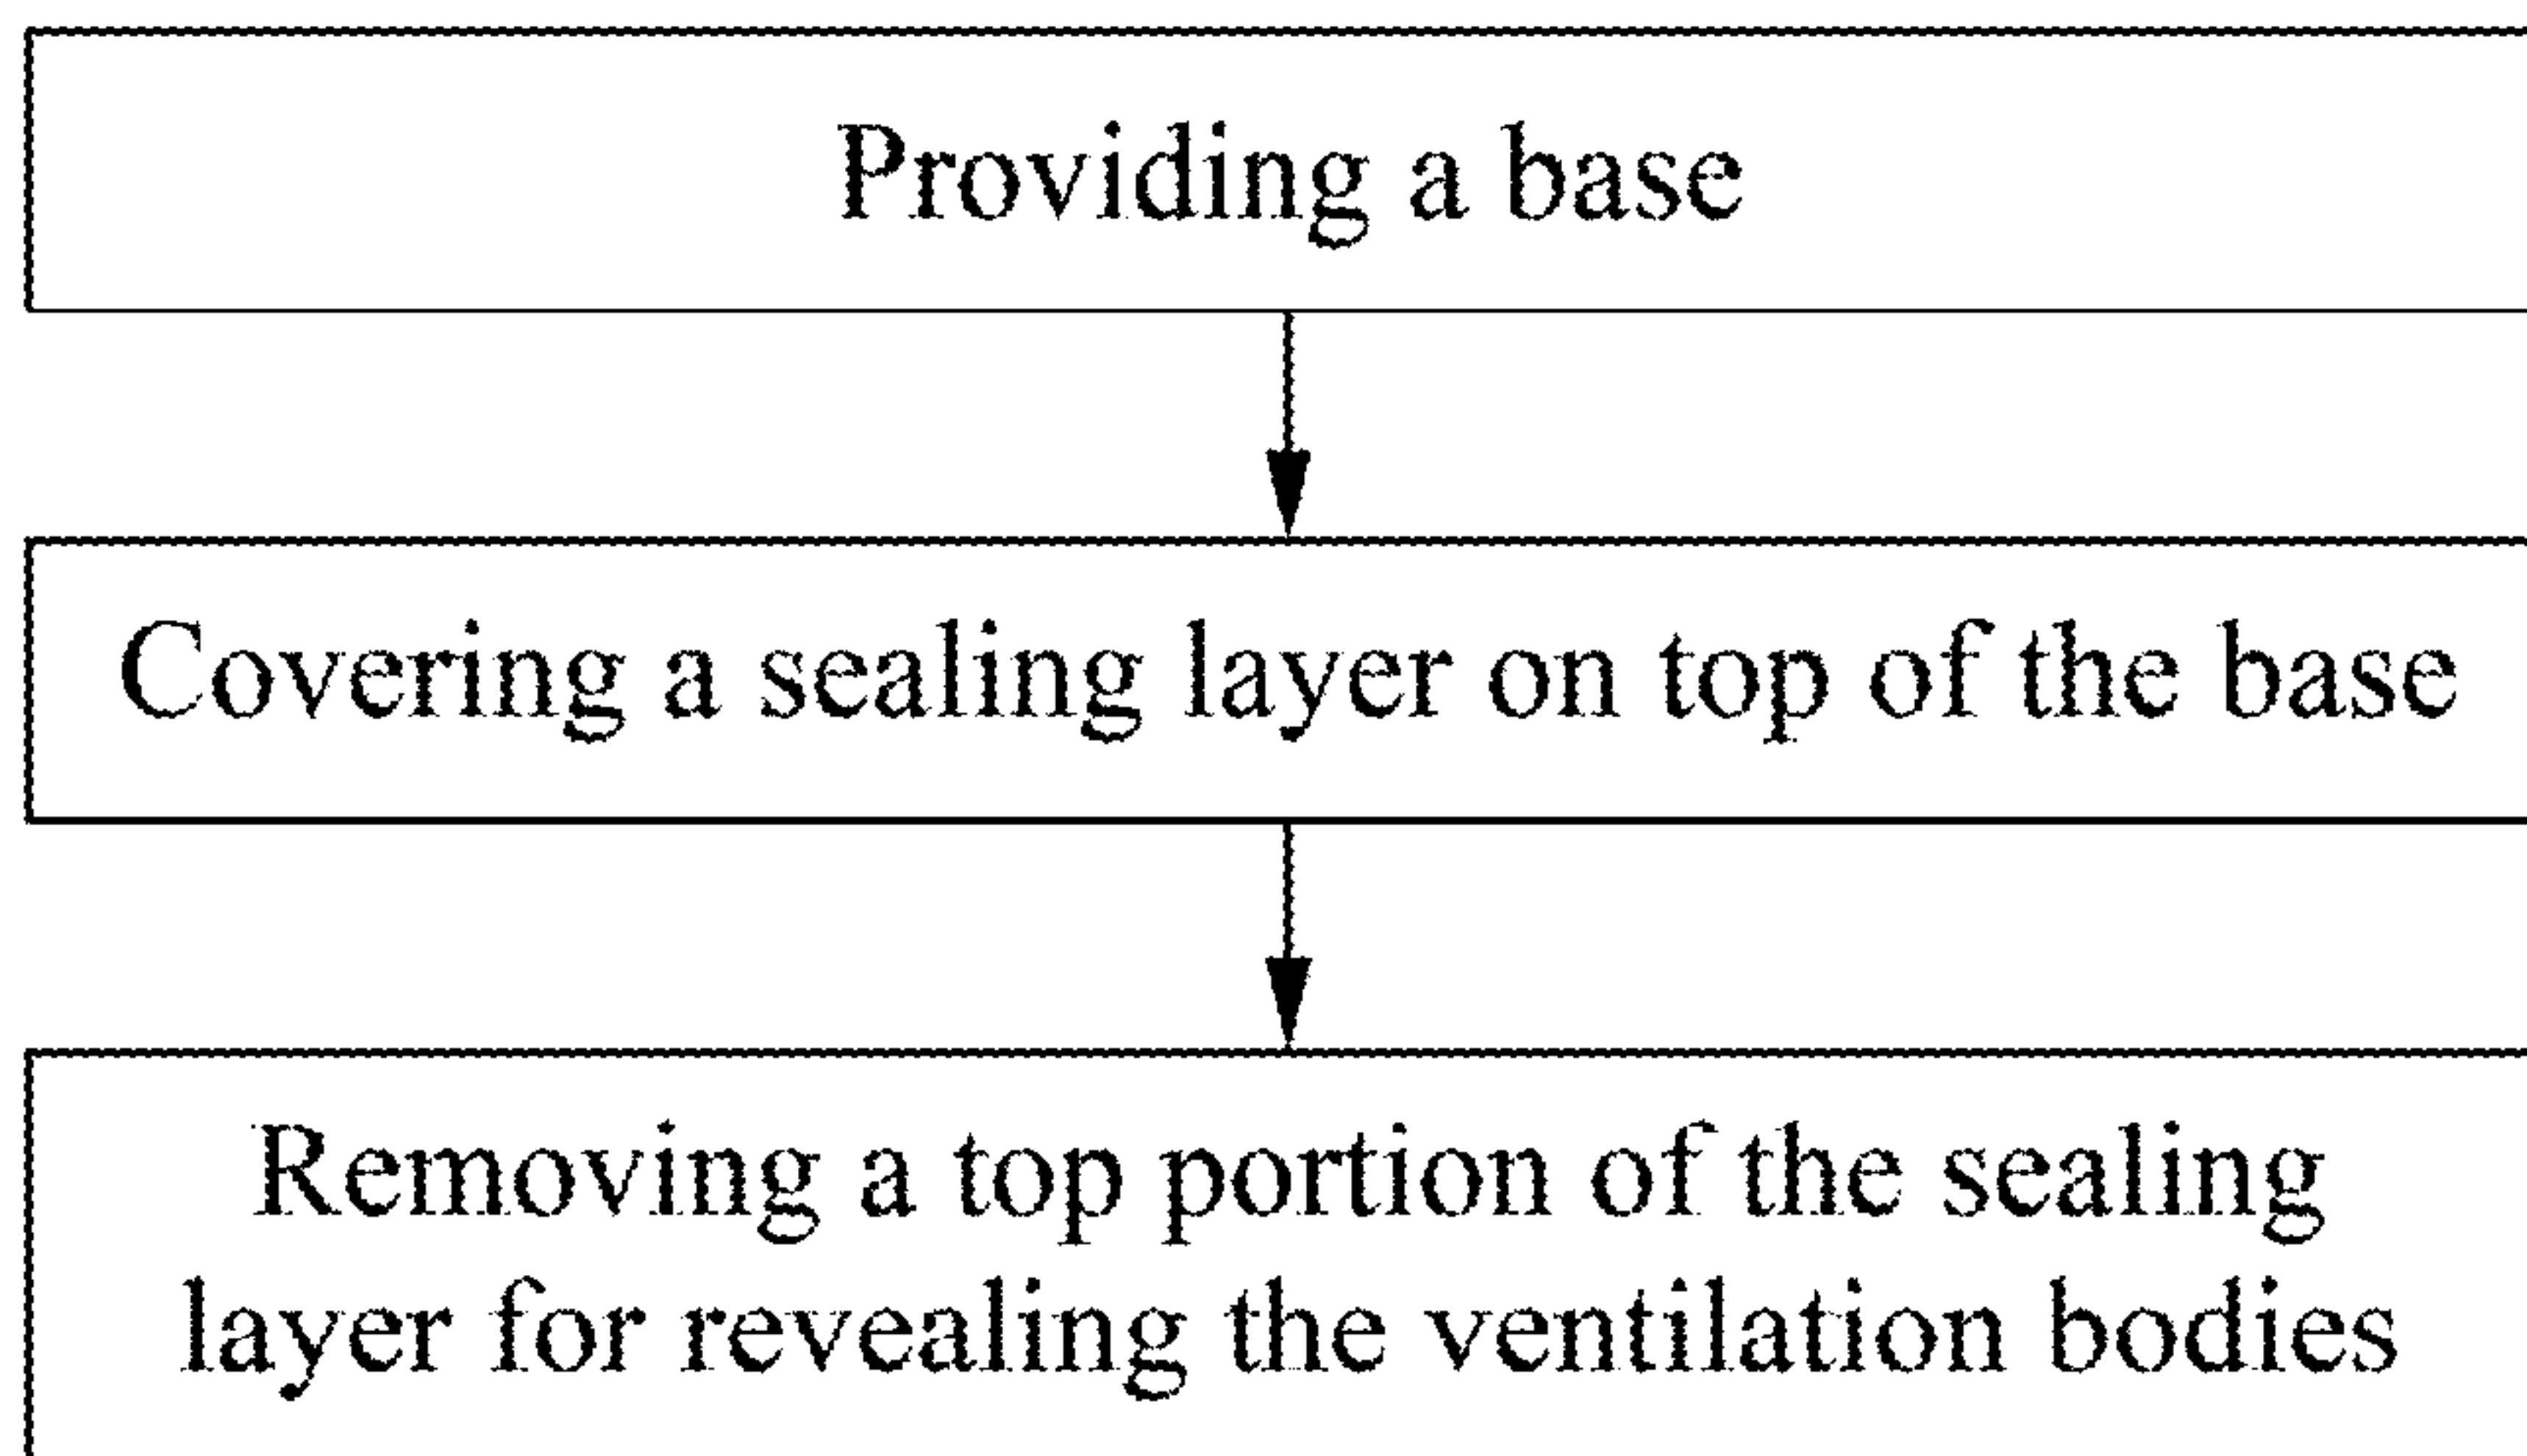 Providing a base
Covering a sealing layer on top of the base
Removing a top portion of the sealing
layer for revealing the ventilation bodies